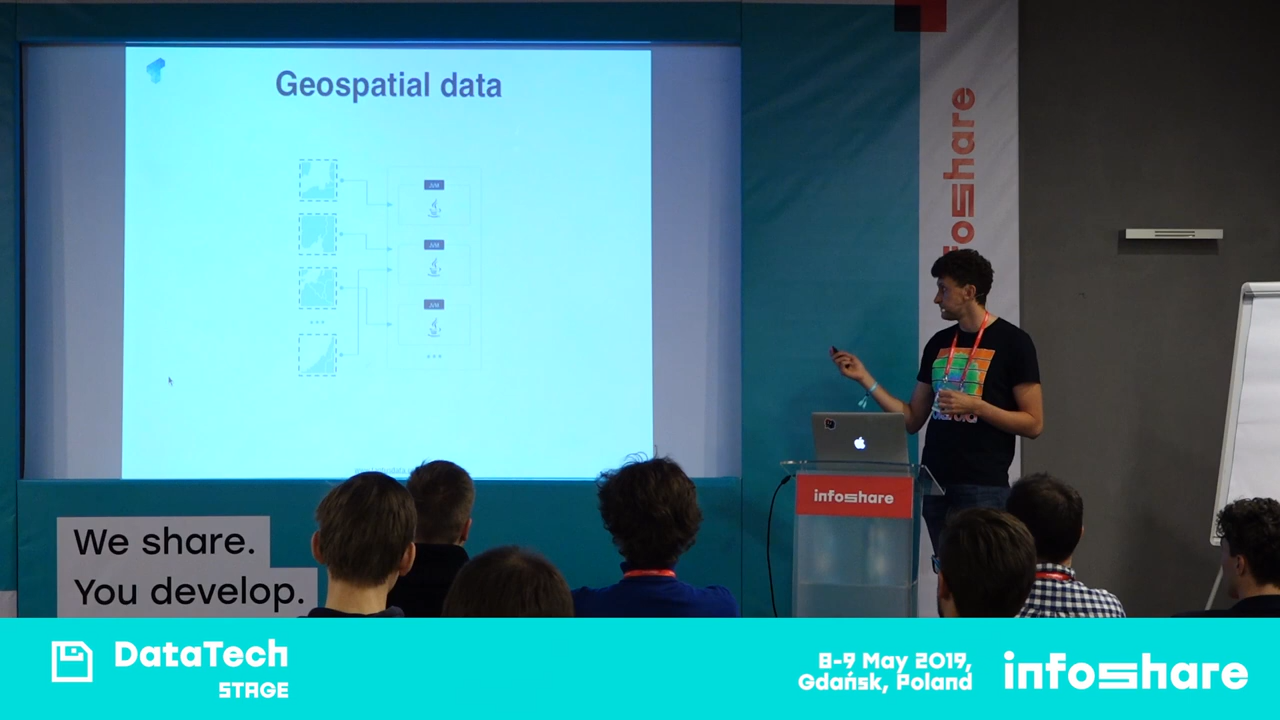 Geospatial data
JVM
JVM
JVM
infoshare
infoshare
We share.
You develop.
DataTech
STAGE
8-9 May 2019,
Gdańsk, Poland
infoshare